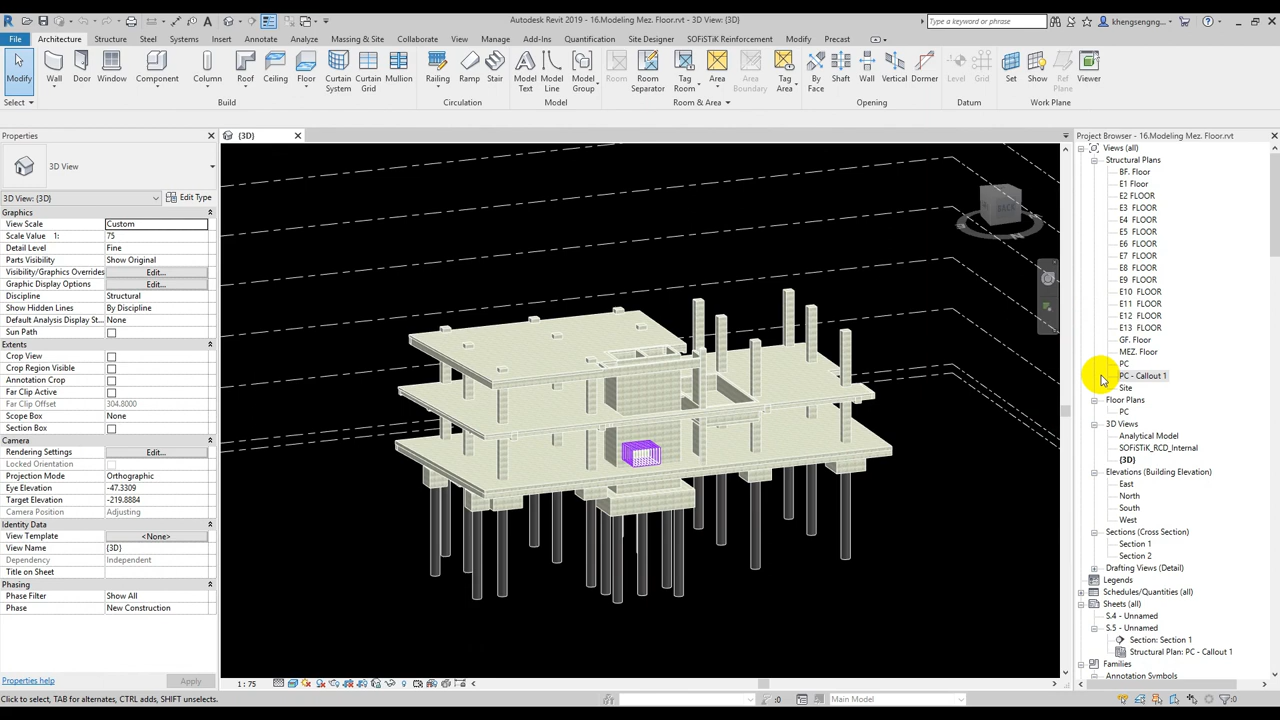 Autodesk Revit 2019 - 16.Modeling Mez. Floor.rvt - 3D View: {3D}
Type a keyword or phrase
khengsengng...
File Architecture Structure Steel Systems Insert Annotate Analyze Massing & Site Collaborate View Manage Add-Ins Quantification Site Designer SOFiSTiK Reinforcement Modify Precast
Modify Wall Door Window Component Column Roof Ceiling Floor Curtain System Curtain Grid Mullion Railing Ramp Stair Model Text Model Line Model Group Room Room Separator Tag Room Area Area Boundary Tag Area By Face Shaft Wall Vertical Dormer Level Grid Set Show Ref Plane Viewer
Select Build Circulation Model Room & Area Opening Datum Work Plane
Properties
{3D}
Project Browser - 16.Modeling Mez. Floor.rvt
3D View
3D View: {3D}
Edit Type
Graphics
View Scale Custom
Scale Value 1: 75
Detail Level Fine
Parts Visibility Show Original
Visibility/Graphics Overrides Edit...
Graphic Display Options Edit...
Discipline Structural
Show Hidden Lines By Discipline
Default Analysis Display St... None
Sun Path
Extents
Crop View
Crop Region Visible
Annotation Crop
Far Clip Active
Far Clip Offset 304.8000
Scope Box None
Section Box
Camera
Rendering Settings Edit...
Locked Orientation
Projection Mode Orthographic
Eye Elevation -47.3309
Target Elevation -219.8884
Camera Position Adjusting
Identity Data
View Template <None>
View Name {3D}
Dependency Independent
Title on Sheet
Phasing
Phase Filter Show All
Phase New Construction
Properties help
Apply
BACK
Views (all)
Structural Plans
BF. Floor
E1 Floor
E2 FLOOR
E3 FLOOR
E4 FLOOR
E5 FLOOR
E6 FLOOR
E7 FLOOR
E8 FLOOR
E9 FLOOR
E10 FLOOR
E11 FLOOR
E12 FLOOR
E13 FLOOR
GF. Floor
MEZ. Floor
PC
PC - Callout 1
Site
Floor Plans
PC
3D Views
Analytical Model
SOFiSTiK_RCD_Internal
{3D}
Elevations (Building Elevation)
East
North
South
West
Sections (Cross Section)
Section 1
Section 2
Drafting Views (Detail)
Legends
Schedules/Quantities (all)
Sheets (all)
S.4 - Unnamed
S.5 - Unnamed
Section: Section 1
Structural Plan: PC - Callout 1
Families
Annotation Symbols
1 : 75
Click to select, TAB for alternates, CTRL adds, SHIFT unselects.
:0
Main Model
:0